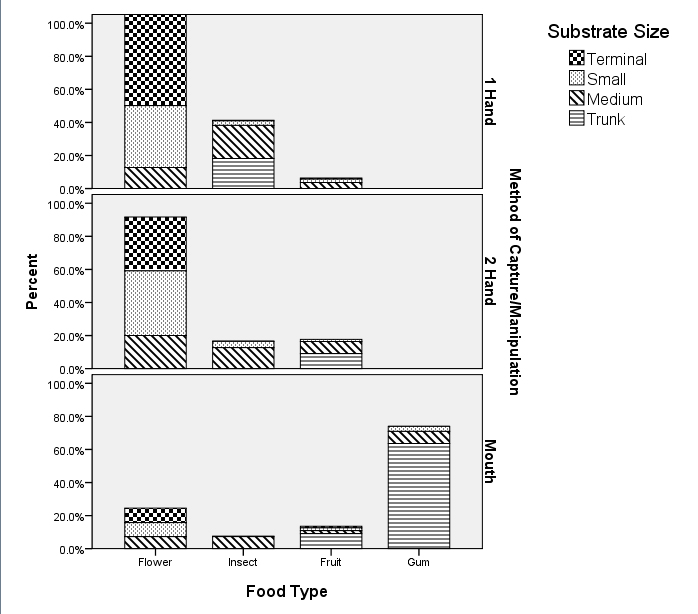 Substrate Size
Terminal
Small
Medium
Trunk
100.0%
80.0%
60.0%
40.0%
20.0%
0.0%
1 Hand
100.0%
80.0%
60.0%
40.0%
20.0%
0.0%
2 Hand
100.0%
80.0%
60.0%
40.0%
20.0%
0.0%
Mouth
Percent
Method of Capture/Manipulation
Flower Insect Fruit Gum
Food Type